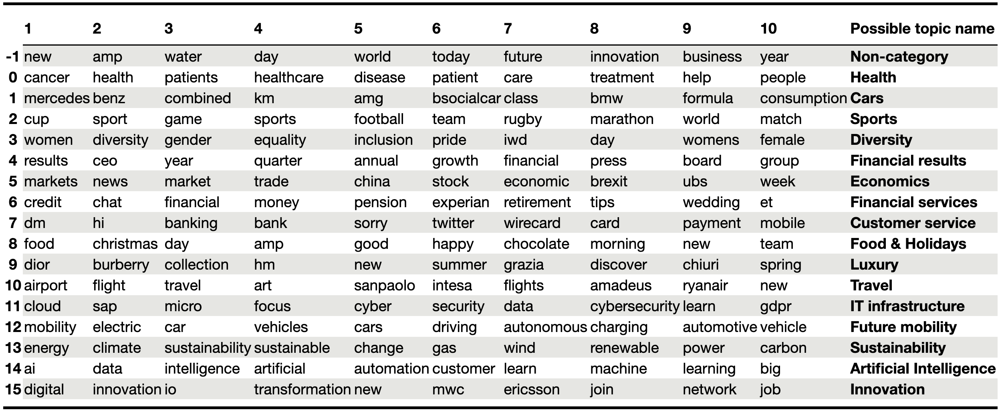 1 2 3 4 5 6 7 8 9 10 Possible topic name
-1 new amp water day world today future innovation business year Non-category
0 cancer health patients healthcare disease patient care treatment help people Health
1 mercedes benz combined km amg bsocialcar class bmw formula consumption Cars
2 cup sport game sports football team rugby marathon world match Sports
3 women diversity gender equality inclusion pride iwd day womens female Diversity
4 results ceo year quarter annual growth financial press board group Financial results
5 markets news market trade china stock economic brexit ubs week Economics
6 credit chat financial money pension experian retirement tips wedding et Financial services
7 dm hi banking bank sorry twitter wirecard card payment mobile Customer service
8 food christmas day amp good happy chocolate morning new team Food & Holidays
9 dior burberry collection hm new summer grazia discover chiuri spring Luxury
10 airport flight travel art sanpaolo intesa flights amadeus ryanair new Travel
11 cloud sap micro focus cyber security data cybersecurity learn gdpr IT infrastructure
12 mobility electric car vehicles cars driving autonomous charging automotive vehicle Future mobility
13 energy climate sustainability sustainable change gas wind renewable power carbon Sustainability
14 ai data intelligence artificial automation customer learn machine learning big Artificial Intelligence
15 digital innovation io transformation new mwc ericsson join network job Innovation